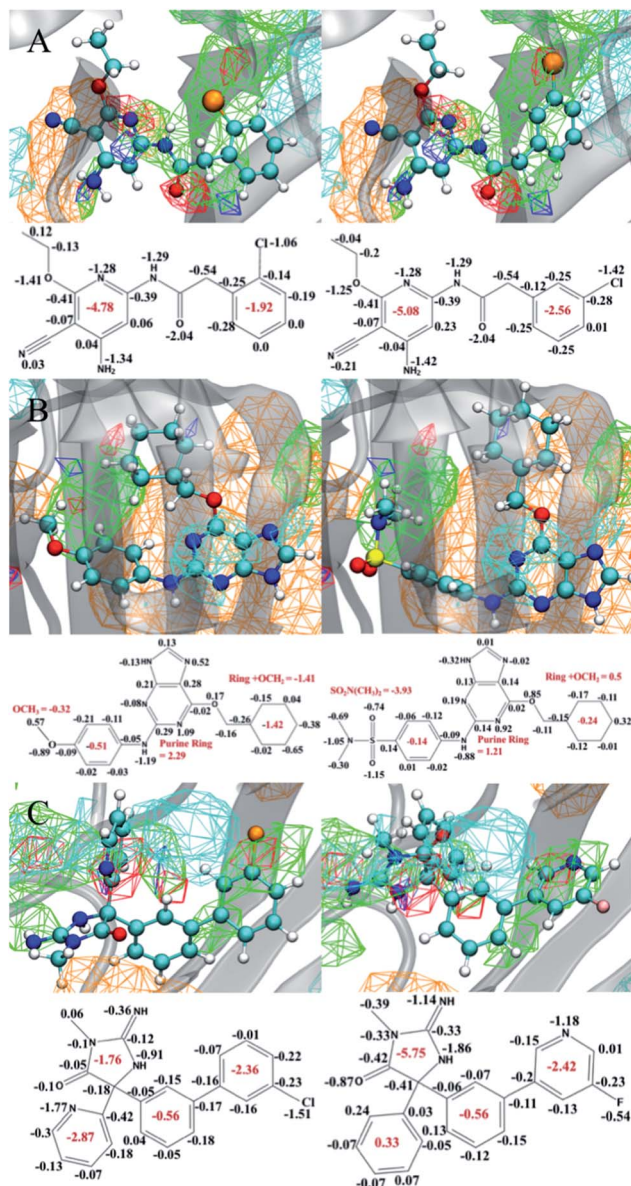 A
0.12
-0.13
-1.41
O
-1.28
N
-1.29
H
N
-0.54
Cl -1.06
-0.25
-0.14
-0.41
-4.78
-0.39
-1.92
-0.19
-0.07
0.06
O
-2.04
-0.28
0.0
0.04
0.0
N
0.03
-1.34
NH2
-0.04
-0.2
-1.25
O
-1.28
N
-1.29
H
N
-0.54
-0.12
-0.25
-1.42
Cl
-0.28
-0.41
-5.08
-0.39
-2.56
-0.07
0.23
O
-2.04
-0.25
0.01
-0.25
-0.04
N
-0.21
-1.42
NH2
B
0.13
-0.13 HN
N 0.52
Ring +OCH2 = -1.41
0.21
0.28
OCH3 = -0.32
-0.08 N
0.17
O
-0.02
-0.15
0.04
0.57
-0.21
-0.11
-0.26
-1.42
-0.38
O
-0.89
-0.09
-0.51
-0.05
N
H
0.29
N
1.09
-0.16
-0.02
-0.65
-0.02
-0.03
-1.19
Purine Ring
= 2.29
0.01
-0.32 HN
N -0.02
Ring +OCH2 = 0.5
0.13
0.14
SO2N(CH3)2 = -3.93
0.19
N
0.85
O
0.02
-0.17
-0.11
-0.69
-0.74
O
-0.06
-0.12
-0.15
-0.24
-0.32
-1.05
N
S
0.14
-0.14
-0.09
N
H
0.14
N
0.92
-0.11
-0.12
-0.01
-0.30
O
-1.15
0.01
-0.02
-0.88
Purine Ring
= 1.21
C
0.06
-0.36
NH
-0.1
N
-0.12
-0.05
-1.76
NH
-0.91
-0.10
O
-0.18
-0.05
-0.15
-0.07
-0.01
-0.22
-2.36
-0.16
-0.23
Cl
-1.51
-0.17
-0.16
-1.77
N
-0.42
-0.56
-0.3
-2.87
-0.18
0.04
-0.18
-0.05
-0.13
-0.07
-0.39
-1.14
NH
-0.33
N
-0.33
-0.42
-5.75
NH
-1.86
-0.87
O
-0.41
-0.06
-0.07
-1.18
N
-0.15
0.01
-2.42
-0.2
-0.23
-0.11
-0.13
F
-0.54
0.24
0.03
-0.56
0.13
-0.07
0.33
-0.05
-0.15
-0.12
-0.07
0.07